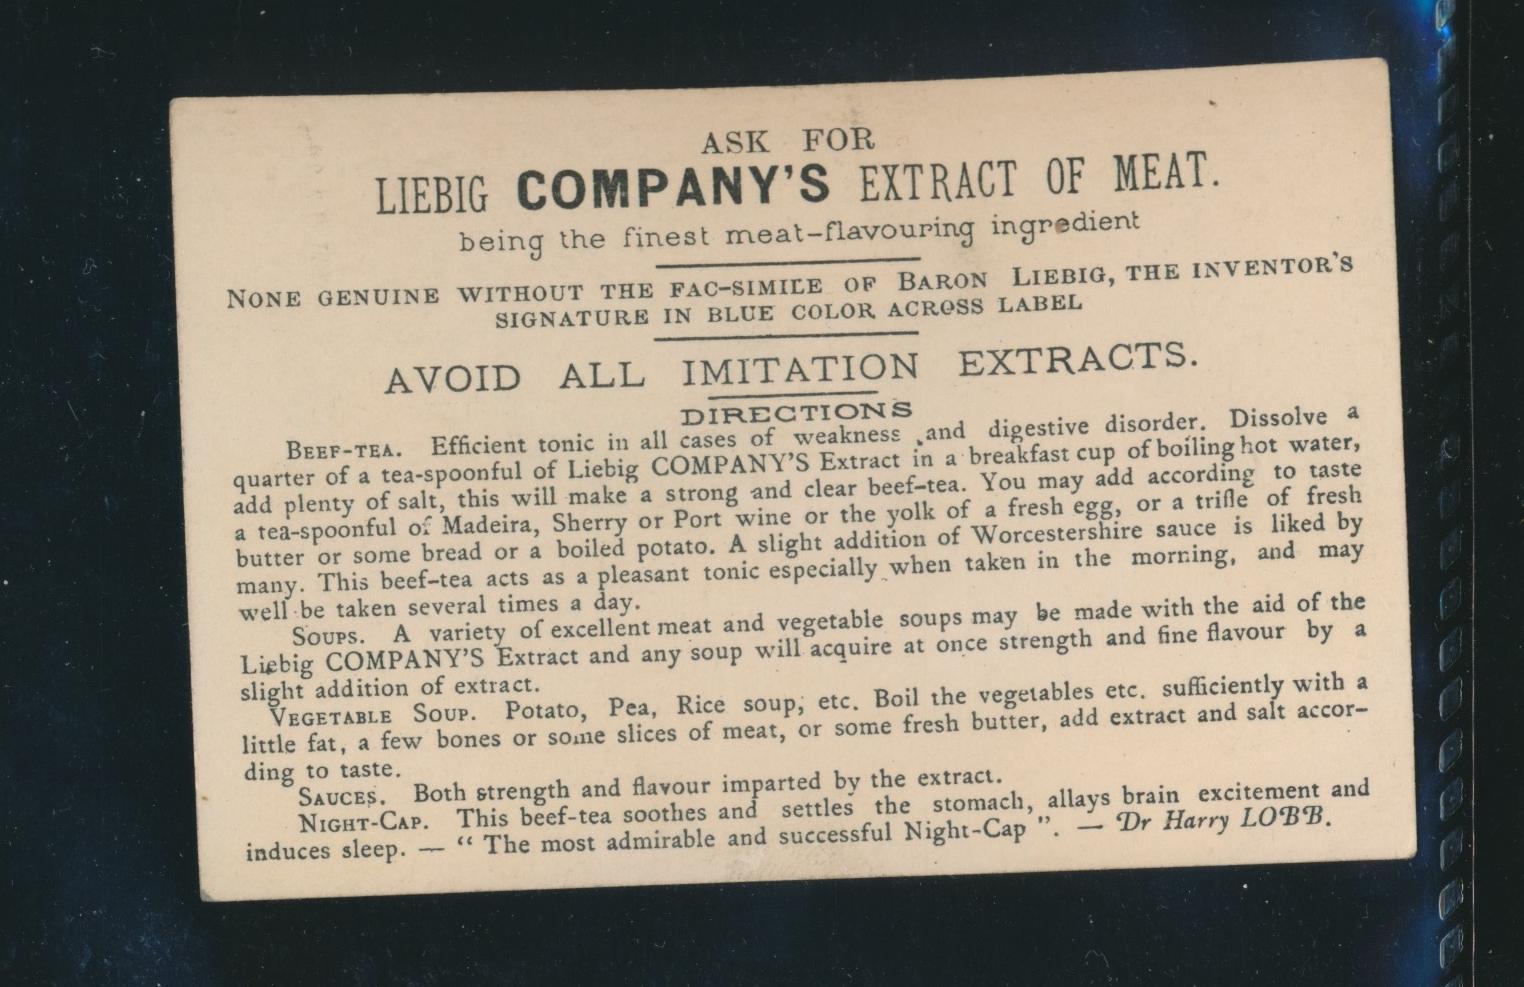 ASK FOR
LIEBIG COMPANY'S EXTRACT OF MEAT.
being the finest meat-flavouring ingredient
NONE GENUINE WITHOUT THE FAC-SIMILE OF BARON LIEBIG, THE INVENTOR'S
SIGNATURE IN BLUE COLOR ACROSS LABEL
AVOID ALL IMITATION EXTRACTS.
DIRECTIONS
BEEF-TEA. Efficient tonic in all cases of weakness and digestive disorder. Dissolve a
quarter of a tea-spoonful of Liebig COMPANY'S Extract in a breakfast cup of boiling hot water,
add plenty of salt, this will make a strong and clear beef-tea. You may add according to taste
a tea-spoonful of Madeira, Sherry or Port wine or the yolk of a fresh egg, or a trifle of fresh
butter or some bread or a boiled potato. A slight addition of Worcestershire sauce is liked by
many. This beef-tea acts as a pleasant tonic especially when taken in the morning, and may
well be taken several times a day.
SOUPS. A variety of excellent meat and vegetable soups may be made with the aid of the
Liebig COMPANY'S Extract and any soup will acquire at once strength and fine flavour by a
slight addition of extract.
VEGETABLE SOUP. Potato, Pea, Rice soup, etc. Boil the vegetables etc. sufficiently with a
little fat, a few bones or some slices of meat, or some fresh butter, add extract and salt accor-
ding to taste.
SAUCES. Both strength and flavour imparted by the extract.
NIGHT-CAP. This beef-tea soothes and settles the stomach, allays brain excitement and
induces sleep. — “ The most admirable and successful Night-Cap ”. — Dr Harry LOBB.